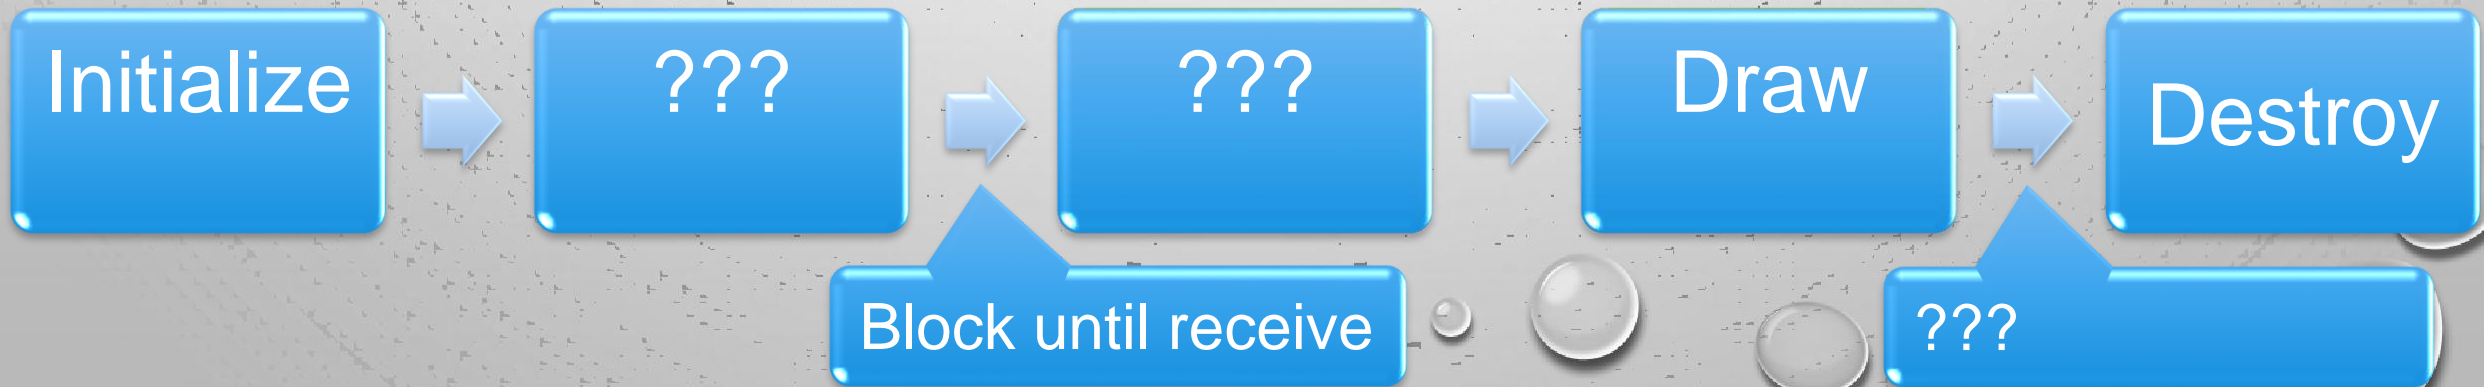 Initialize
???
???
Draw
Destroy
Block until receive
???